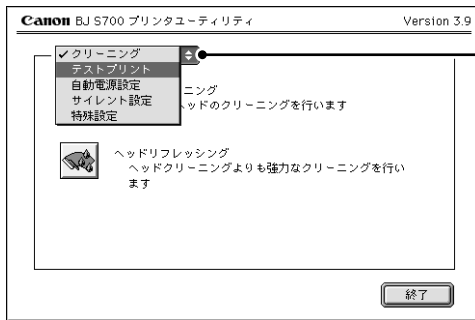 Canon BJ S700 プリンタユーティリティ Version 3.9
✓クリーニング
テストプリント
自動電源設定
サイレント設定
特殊設定
ニング
ヘッドのクリーニングを行います
ヘッドリフレッシング
ヘッドクリーニングよりも強力なクリーニングを行い
ます
終了